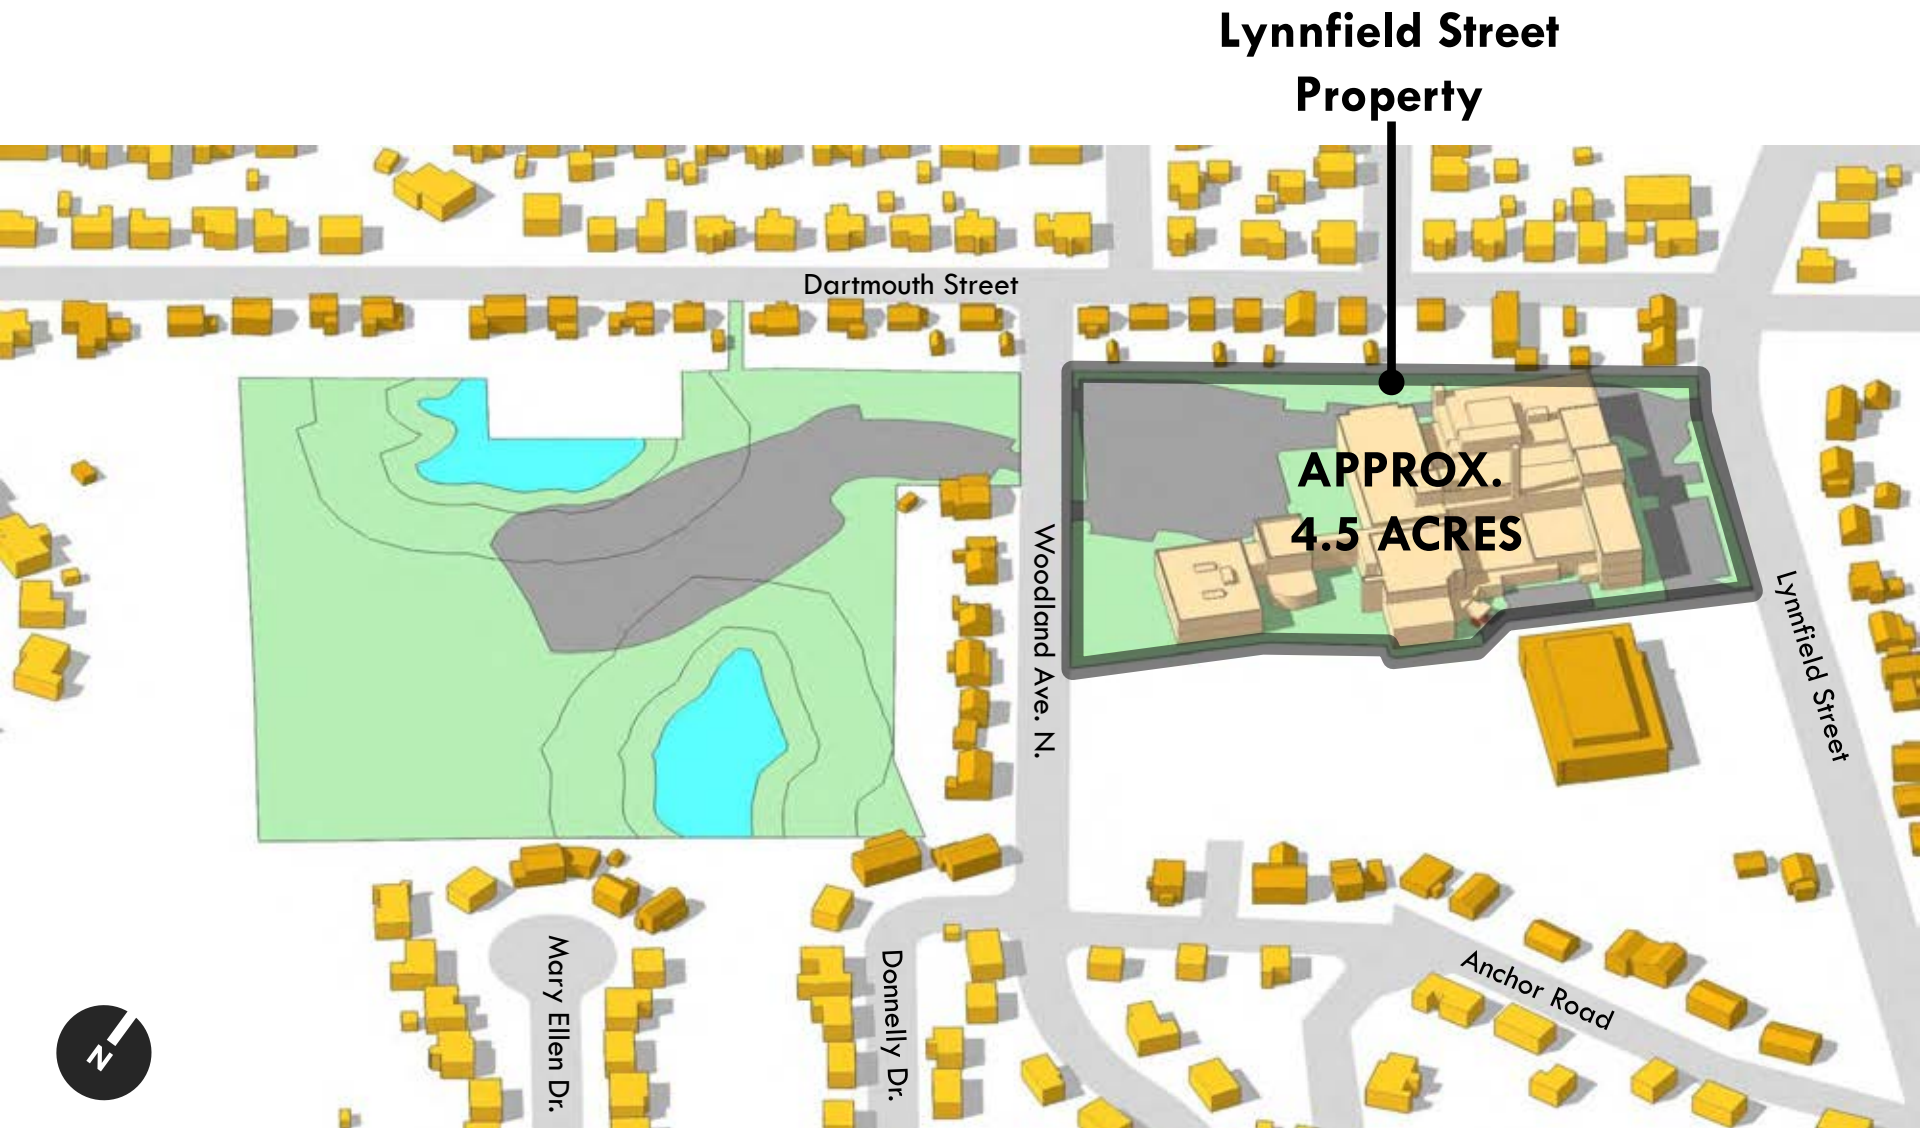 Lynnfield Street
Property
Dartmouth Street
APPROX.
4.5 ACRES
Woodland Ave. N.
Lynnfield Street
Mary Ellen Dr.
Donnelly Dr.
Anchor Road
N